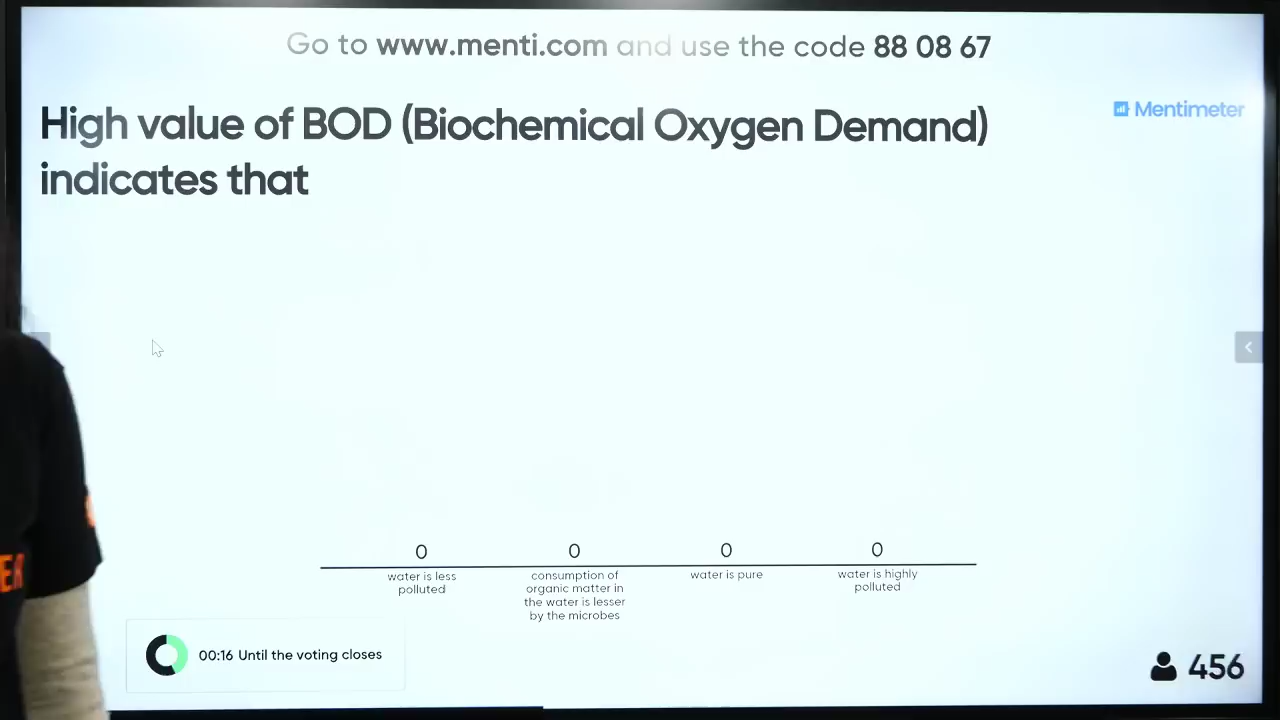 Go to www.menti.com and use the code 88 08 67
Mentimeter
High value of BOD (Biochemical Oxygen Demand)
indicates that
0
0
0
0
water is less
polluted
consumption of
organic matter in
the water is lesser
by the microbes
water is pure
water is highly
polluted
00:16 Until the voting closes
456